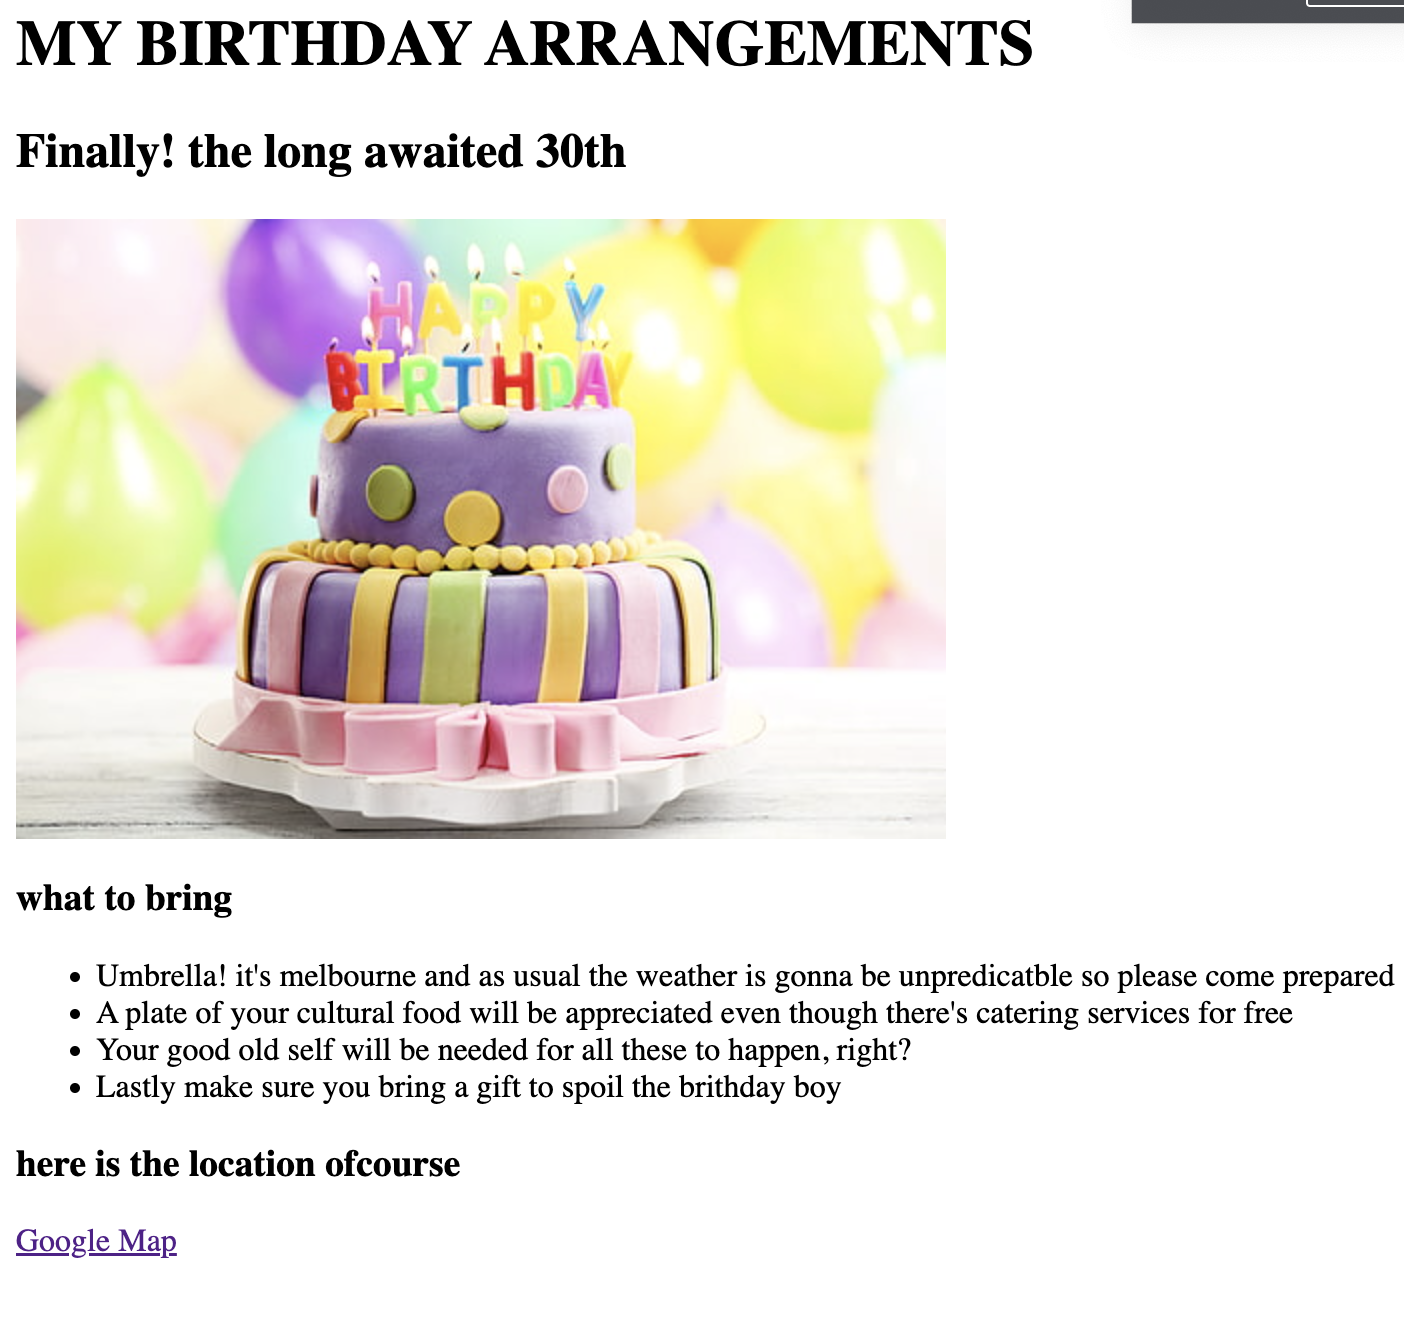 MY BIRTHDAY ARRANGEMENTS
Finally! the long awaited 30th
HAPPY
BIRTHDAY
what to bring
Umbrella! it's melbourne and as usual the weather is gonna be unpredicatble so please come prepared
A plate of your cultural food will be appreciated even though there's catering services for free
Your good old self will be needed for all these to happen, right?
Lastly make sure you bring a gift to spoil the brithday boy
here is the location ofcourse
Google Map